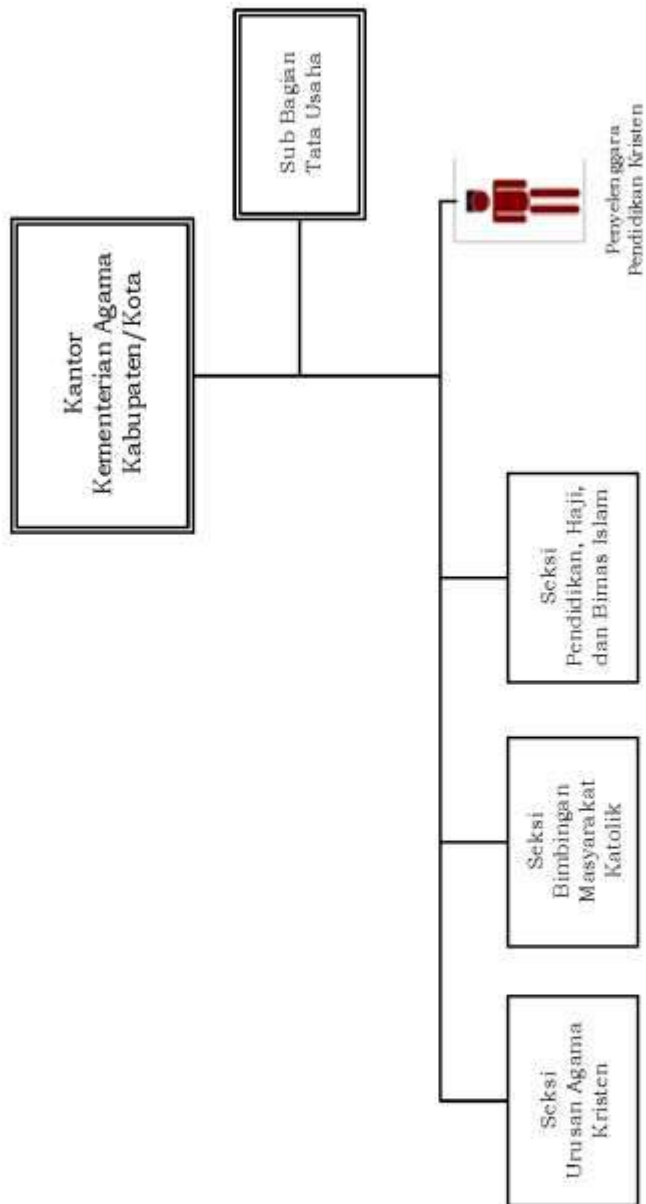 Kantor
Kementerian Agama
Kabupaten/Kota
Sub Bagian
Tata Usaha
Seksi
Urusan Agama
Kristen
Seksi
Bimbingan
Masyarakat
Katolik
Seksi
Pendidikan, Haji,
dan Bimas Islam
Penyelenggara
Pendidikan Kristen